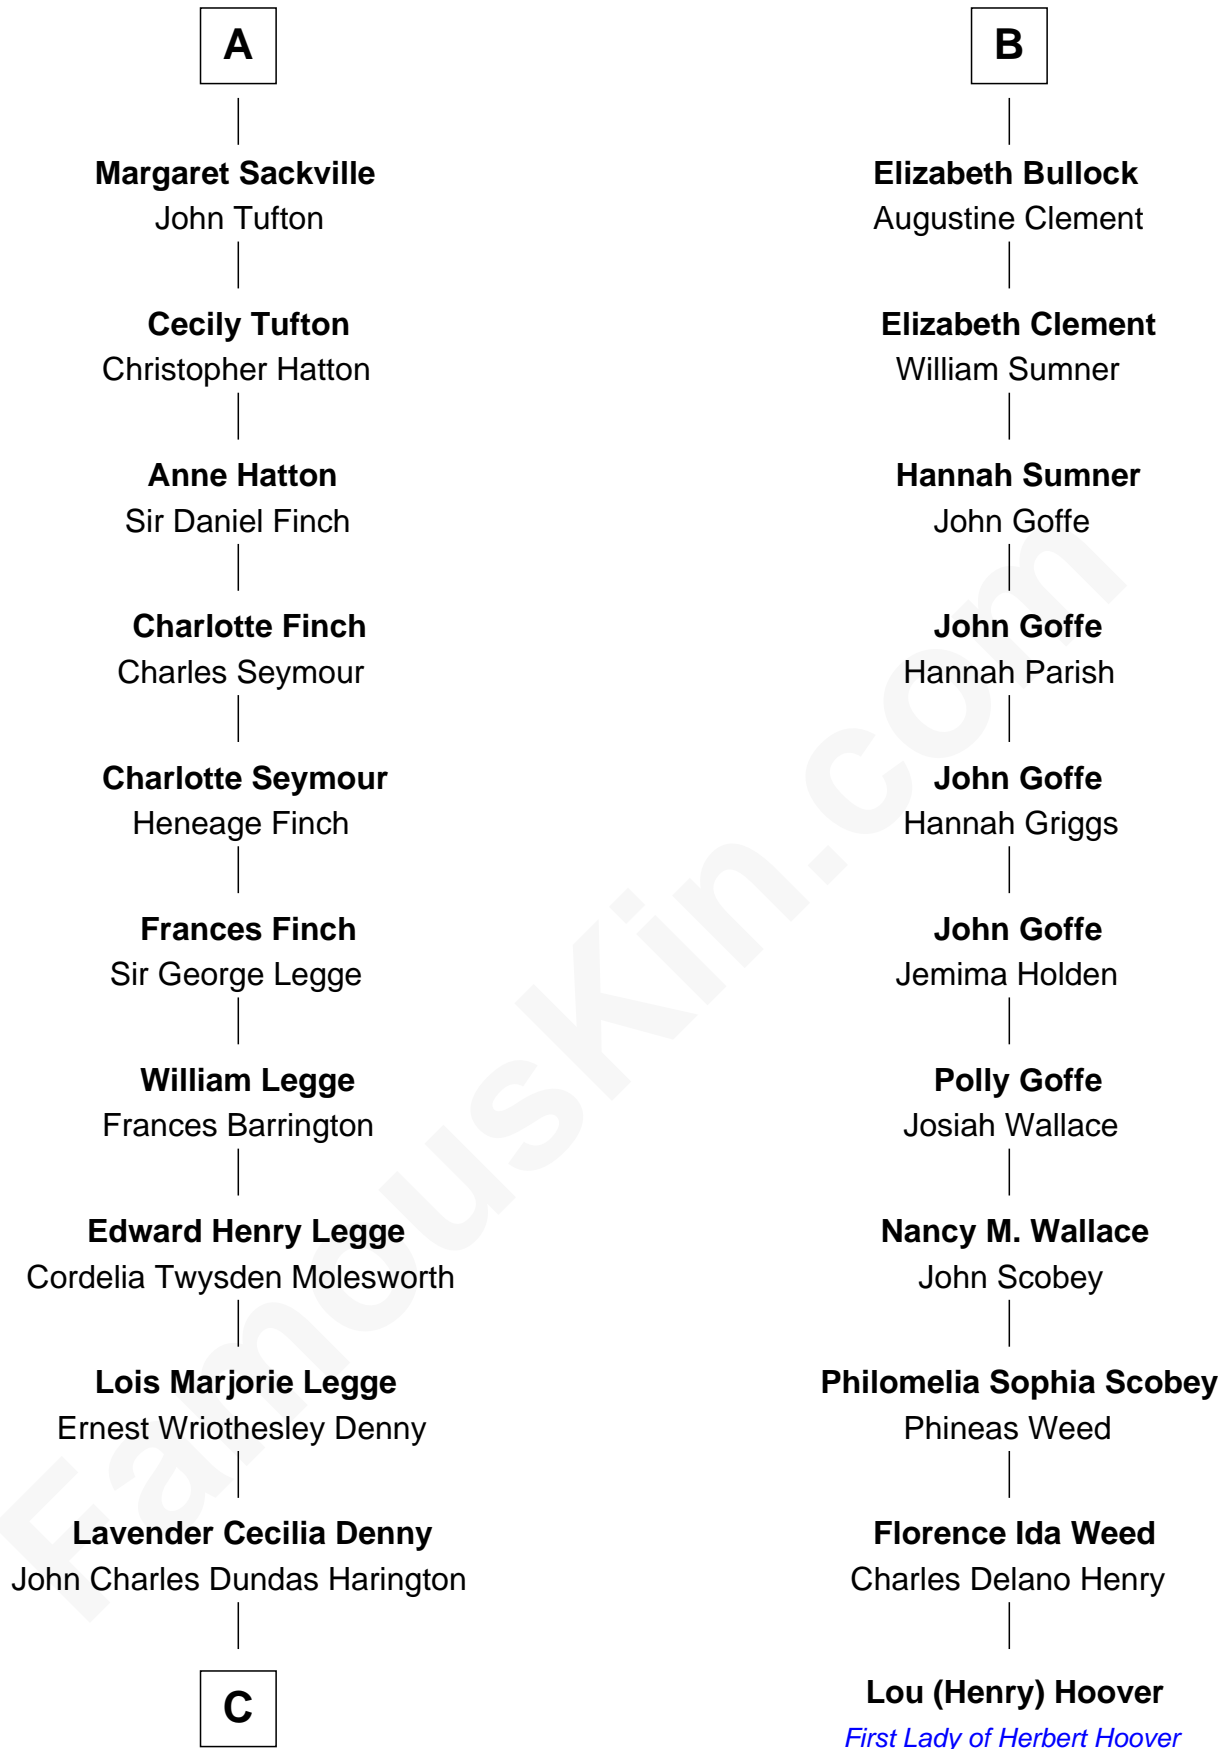 A
Margaret Sackville
John Tufton
Cecily Tufton
Christopher Hatton
Anne Hatton
Sir Daniel Finch
Charlotte Finch
Charles Seymour
Charlotte Seymour
Heneage Finch
Frances Finch
Sir George Legge
William Legge
Frances Barrington
Edward Henry Legge
Cordelia Twysden Molesworth
Lois Marjorie Legge
Ernest Wriothesley Denny
Lavender Cecilia Denny
John Charles Dundas Harington
C
B
Elizabeth Bullock
Augustine Clement
Elizabeth Clement
William Sumner
Hannah Sumner
John Goffe
John Goffe
Hannah Parish
John Goffe
Hannah Griggs
John Goffe
Jemima Holden
Polly Goffe
Josiah Wallace
Nancy M. Wallace
John Scobey
Philomelia Sophia Scobey
Phineas Weed
Florence Ida Weed
Charles Delano Henry
Lou (Henry) Hoover
First Lady of Herbert Hoover
FamousKin.com